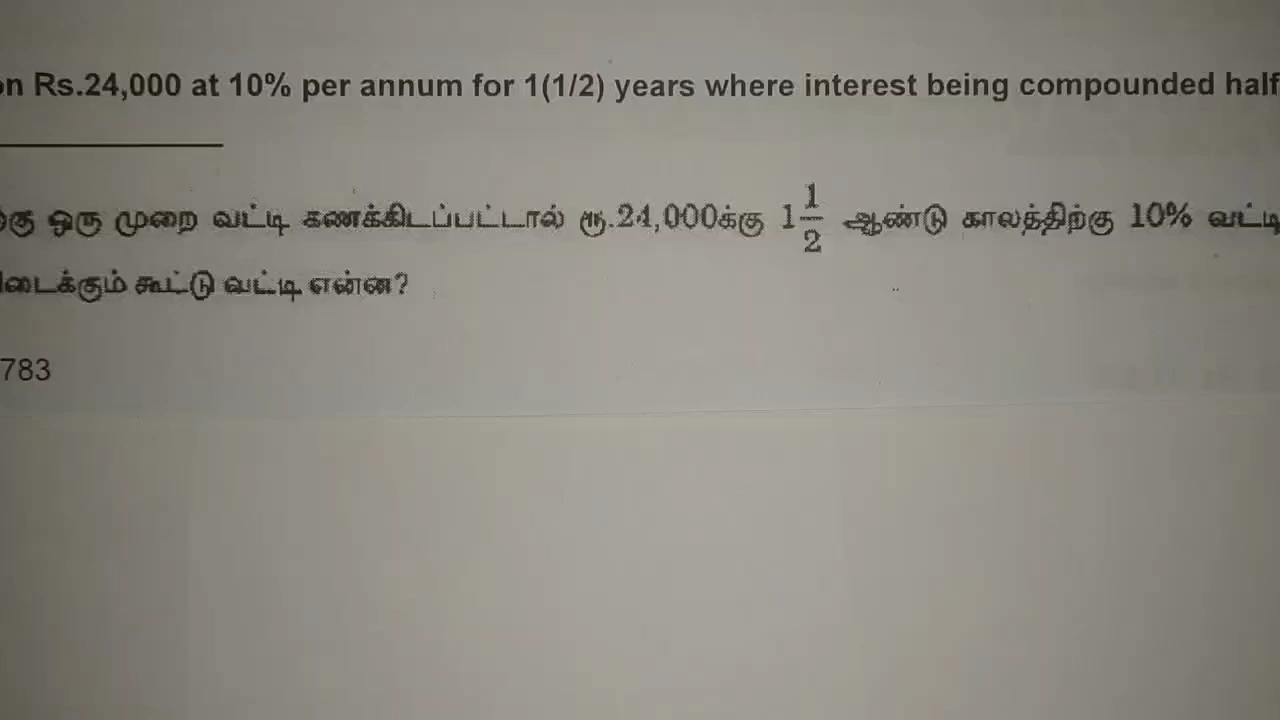 on Rs.24,000 at 10% per annum for 1(1/2) years where interest being compounded half
ஒரு முறை வட்டி கணக்கிடப்பட்டால் ரூ.24,000க்கு 1 1/2 ஆண்டு காலத்திற்கு 10% வட்டி
டைக்கும் கூட்டு வட்டி என்ன?
783